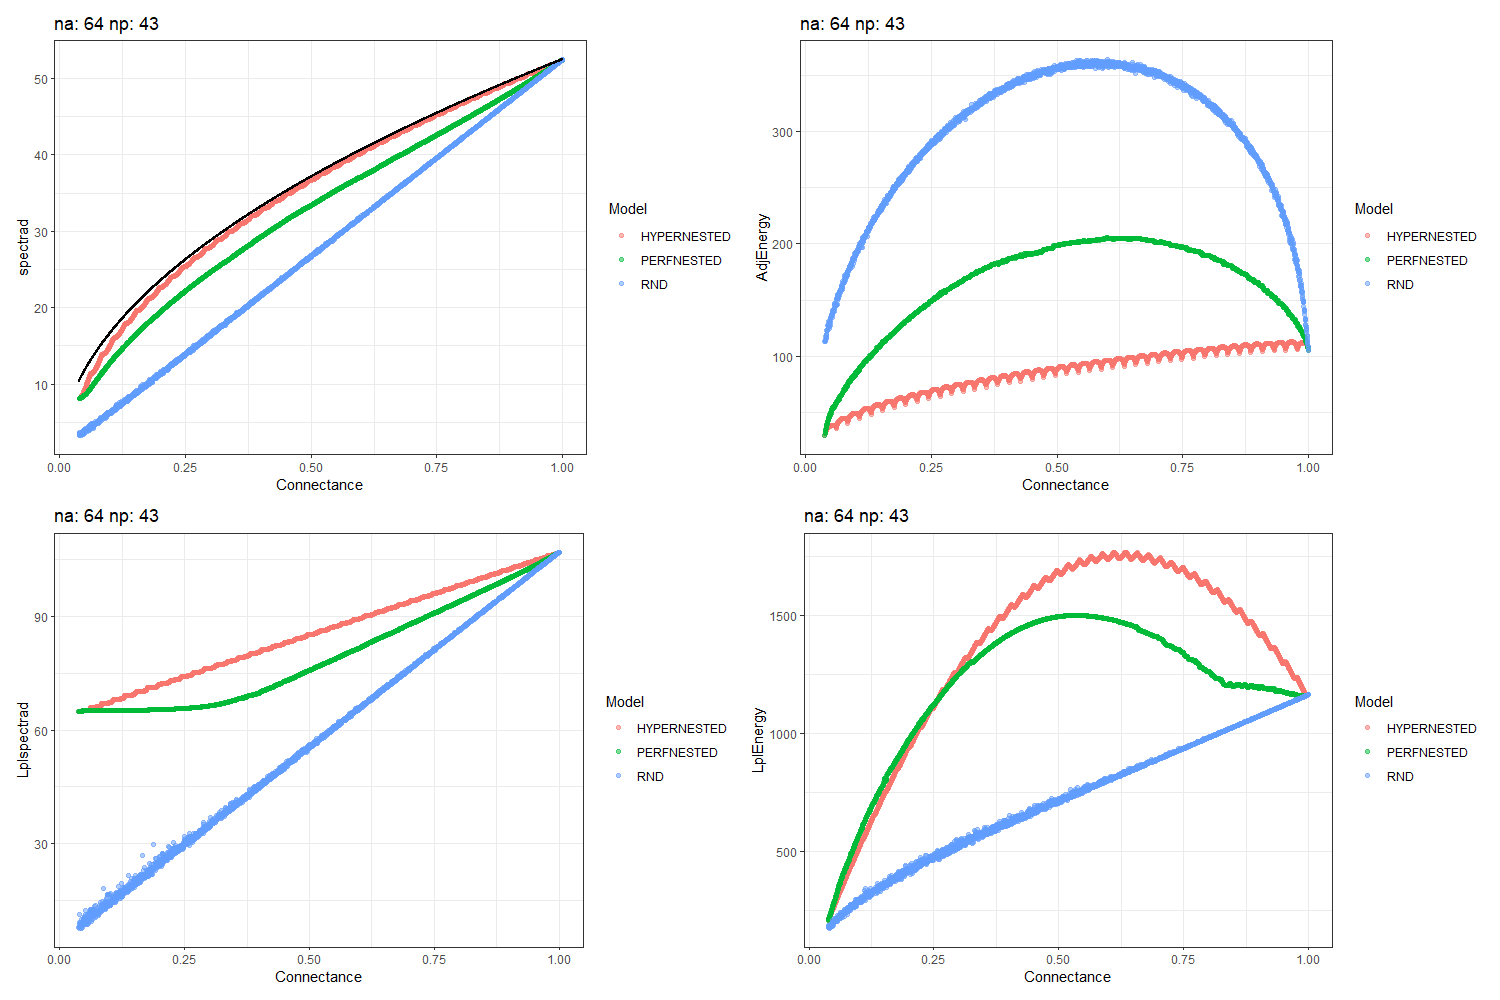 na: 64 np: 43
spectrad
50
40
30
20
10
0.00 0.25 0.50 0.75 1.00
Connectance
Model
HYPERNESTED
PERFNESTED
RND
na: 64 np: 43
AdjEnergy
300
200
100
0.00 0.25 0.50 0.75 1.00
Connectance
Model
HYPERNESTED
PERFNESTED
RND
na: 64 np: 43
Lplspectrad
90
60
30
0.00 0.25 0.50 0.75 1.00
Connectance
Model
HYPERNESTED
PERFNESTED
RND
na: 64 np: 43
LplEnergy
1500
1000
500
0.00 0.25 0.50 0.75 1.00
Connectance
Model
HYPERNESTED
PERFNESTED
RND